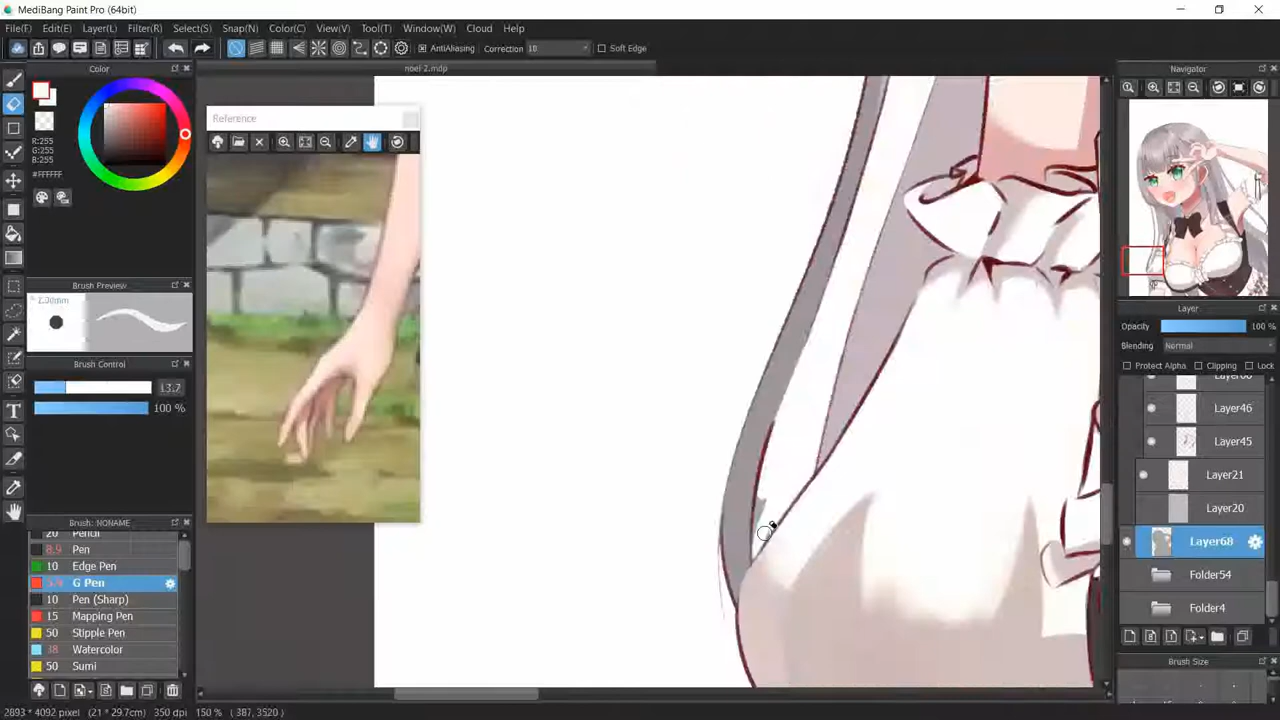 MediBang Paint Pro (64bit)
File(F) Edit(E) Layer(L) Filter(R) Select(S) Snap(N) Color(C) View(V) Tool(T) Window(W) Cloud Help
AntiAliasing Correction 10 Soft Edge
Color
noel 2.mdp
Navigator
R:255
G:255
B:255
#FFFFFF
Reference
Brush Preview
2.00mm
Brush Control
13.7
100 %
Layer
Opacity 100 %
Blending Normal
Protect Alpha Clipping Lock
Layer46
Layer45
Layer21
Layer20
Layer68
Folder54
Folder4
Brush: NONAME
20 Pencil
8.9 Pen
10 Edge Pen
G Pen
10 Pen (Sharp)
15 Mapping Pen
50 Stipple Pen
38 Watercolor
50 Sumi
Brush Size
2893 * 4092 pixel (21 * 29.7cm) 350 dpi 150 % ( 387, 3520 )